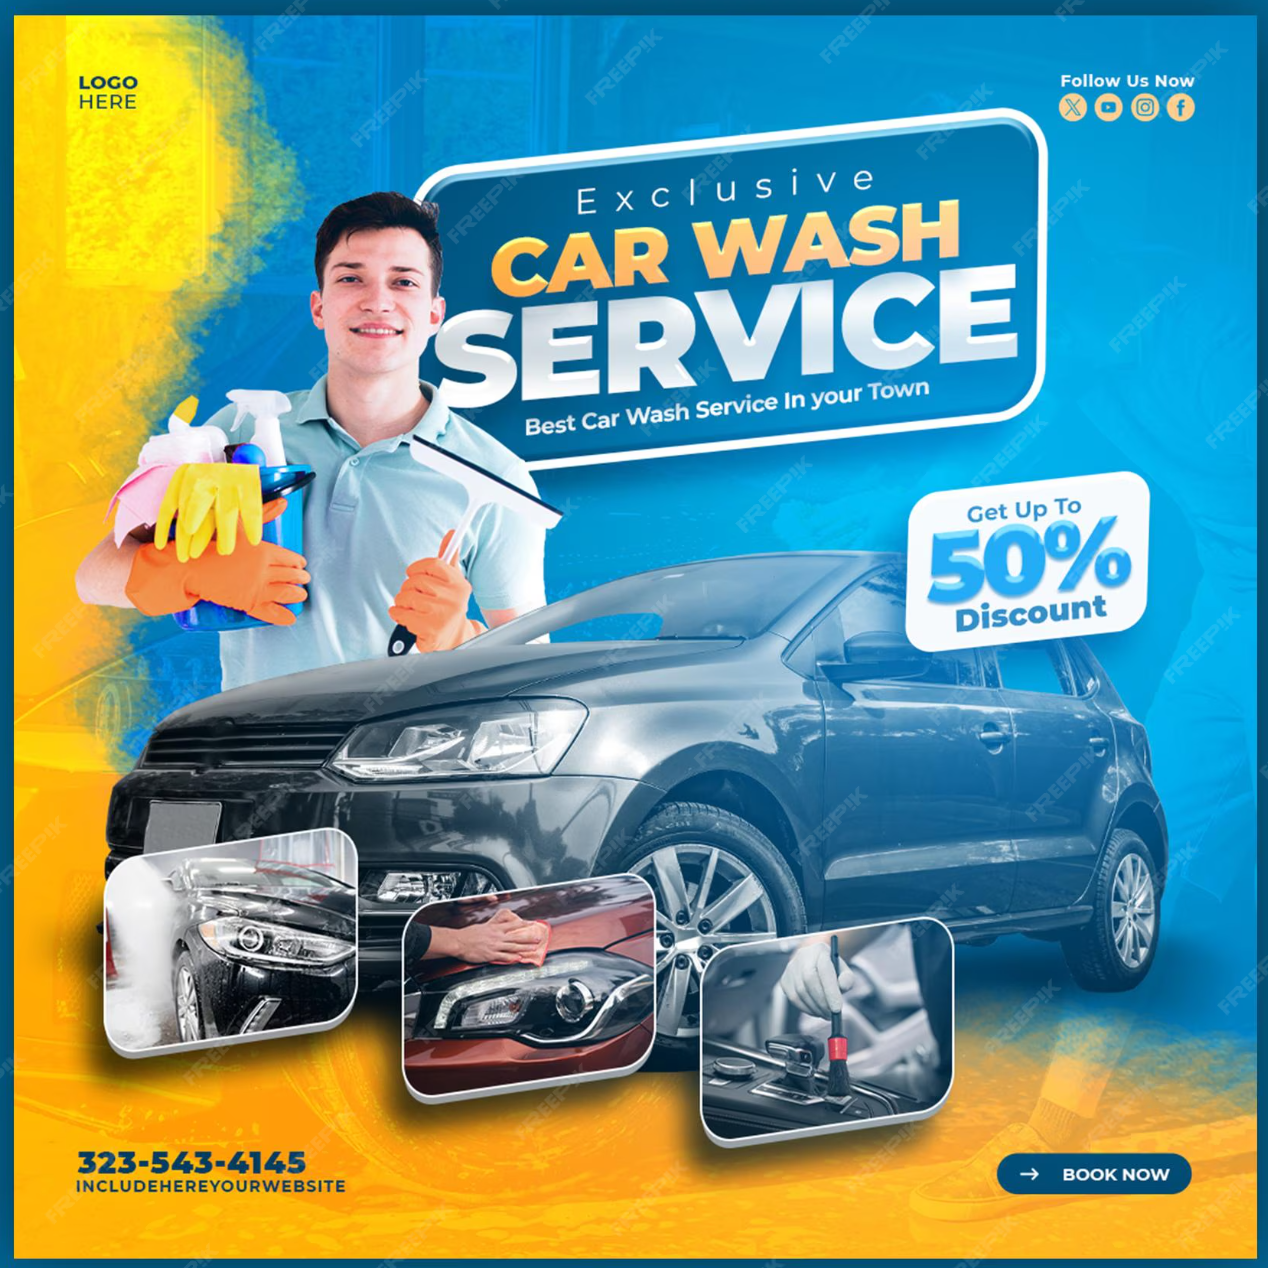 LOGO
HERE
Follow Us Now
Exclusive
CAR WASH
SERVICE
Best Car Wash Service In your Town
Get Up To
50%
Discount
323-543-4145
INCLUDEHEREYOURWEBSITE
→ BOOK NOW
FREEPIK